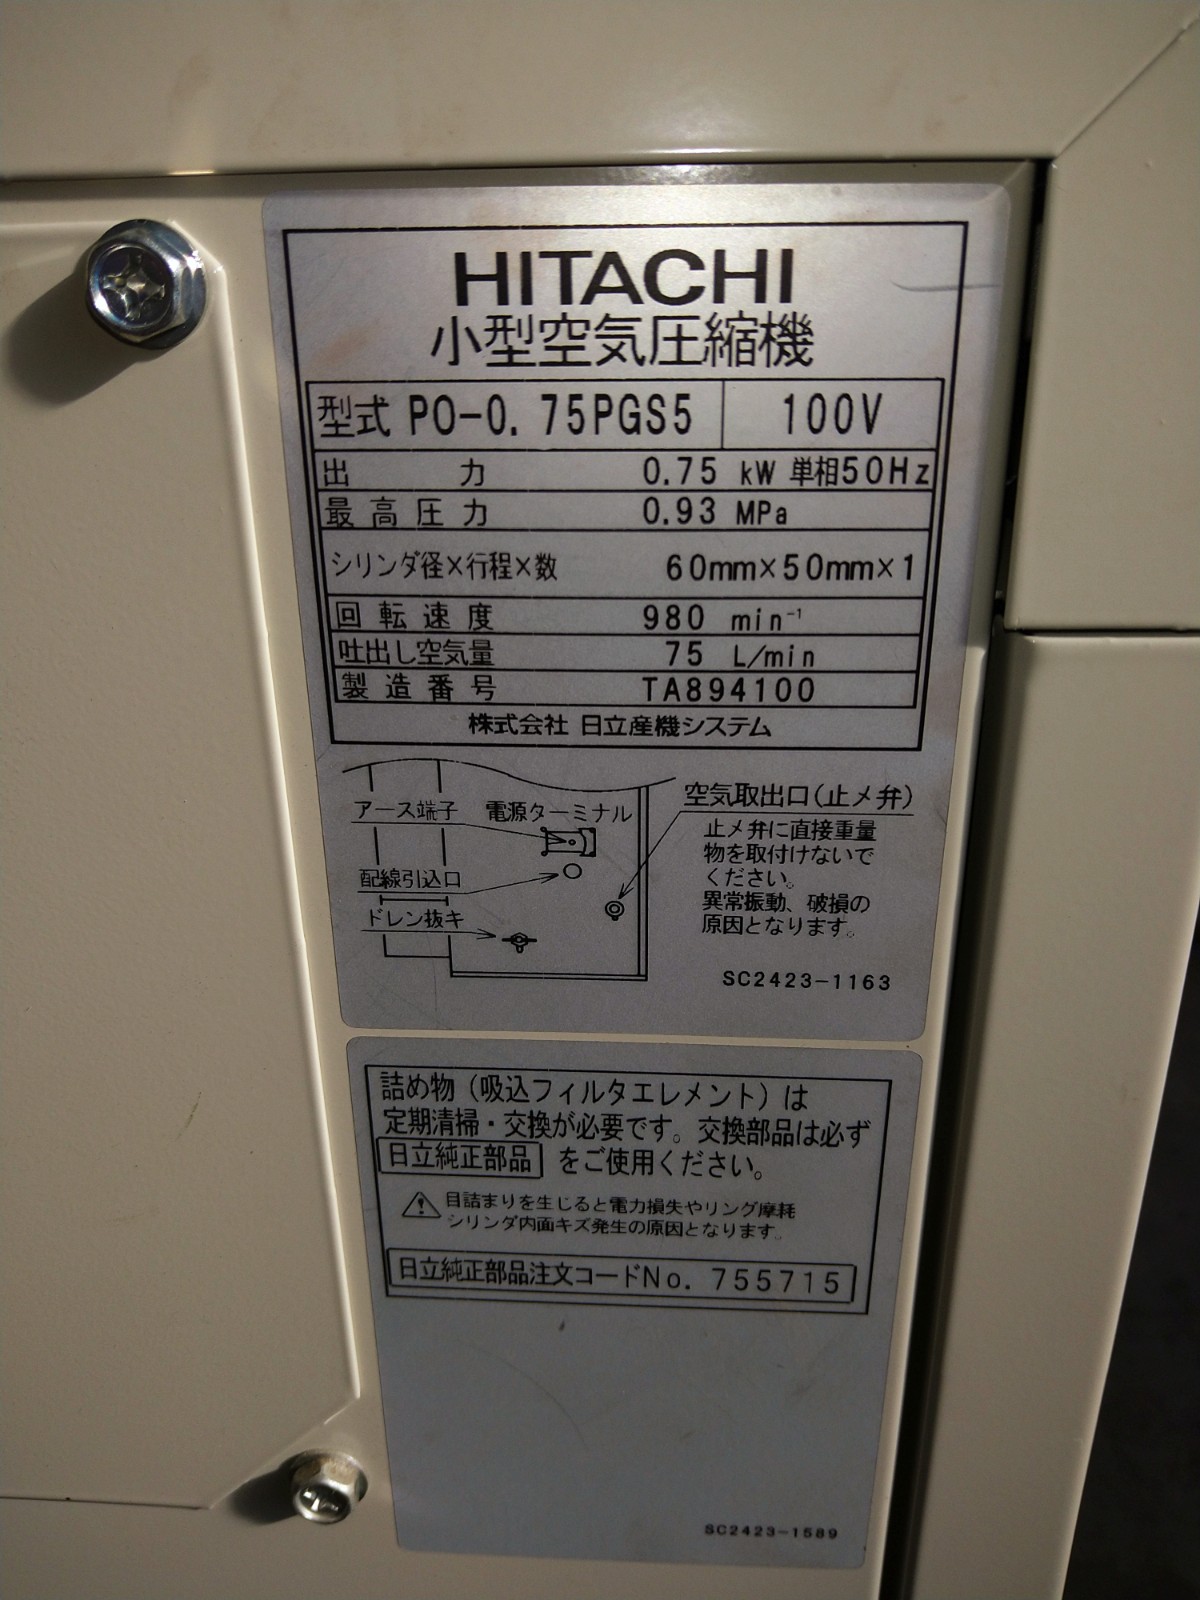 HITACHI
小型空気圧縮機
型式 PO-0.75PGS5 100V
出力 0.75 kW 単相50Hz
最高圧力 0.93 MPa
シリンダ径×行程×数 60mm×50mm×1
回転速度 980 min⁻¹
吐出し空気量 75 L/min
製造番号 TA894100
株式会社 日立産機システム
アース端子
電源ターミナル
配線引込口
ドレン抜キ
空気取出口(止メ弁)
止メ弁に直接重量
物を取付けないで
ください。
異常振動、破損の
原因となります。
SC2423-1163
詰め物(吸込フィルタエレメント)は
定期清掃・交換が必要です。交換部品は必ず
日立純正部品 をご使用ください。
目詰まりを生じると電力損失やリング摩耗
シリンダ内面キズ発生の原因となります。
日立純正部品注文コードNo. 755715
SC2423-1589